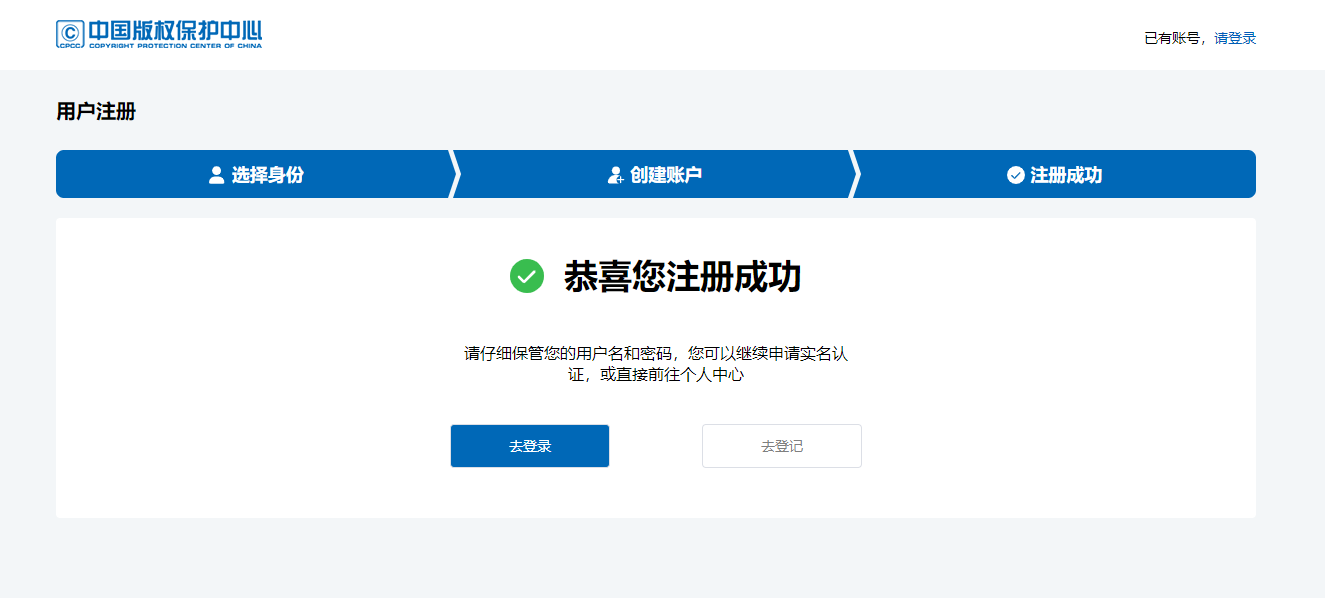 中国版权保护中心
CPCC COPYRIGHT PROTECTION CENTER OF CHINA
已有账号，请登录
用户注册
选择身份
创建账户
注册成功
恭喜您注册成功
请仔细保管您的用户名和密码，您可以继续申请实名认
证，或直接前往个人中心
去登录
去登记